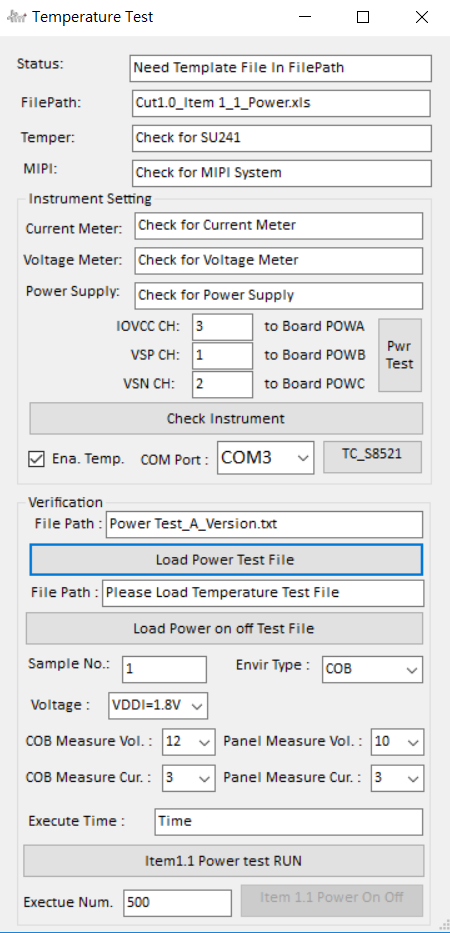 Temperature Test
Status: Need Template File In FilePath
FilePath: Cut1.0_Item 1_1_Power.xls
Temper: Check for SU241
MIPI: Check for MIPI System
Instrument Setting
Current Meter: Check for Current Meter
Voltage Meter: Check for Voltage Meter
Power Supply: Check for Power Supply
IOVCC CH: 3 to Board POWA
VSP CH: 1 to Board POWB
VSN CH: 2 to Board POWC
Pwr
Test
Check Instrument
Ena. Temp. COM Port : COM3 TC_S8521
Verification
File Path : Power Test_A_Version.txt
Load Power Test File
File Path : Please Load Temperature Test File
Load Power on off Test File
Sample No.: 1 Envir Type : COB
Voltage : VDDI=1.8V
COB Measure Vol. : 12 Panel Measure Vol. : 10
COB Measure Cur. : 3 Panel Measure Cur. : 3
Execute Time : Time
Item1.1 Power test RUN
Exectue Num. 500 Item 1.1 Power On Off